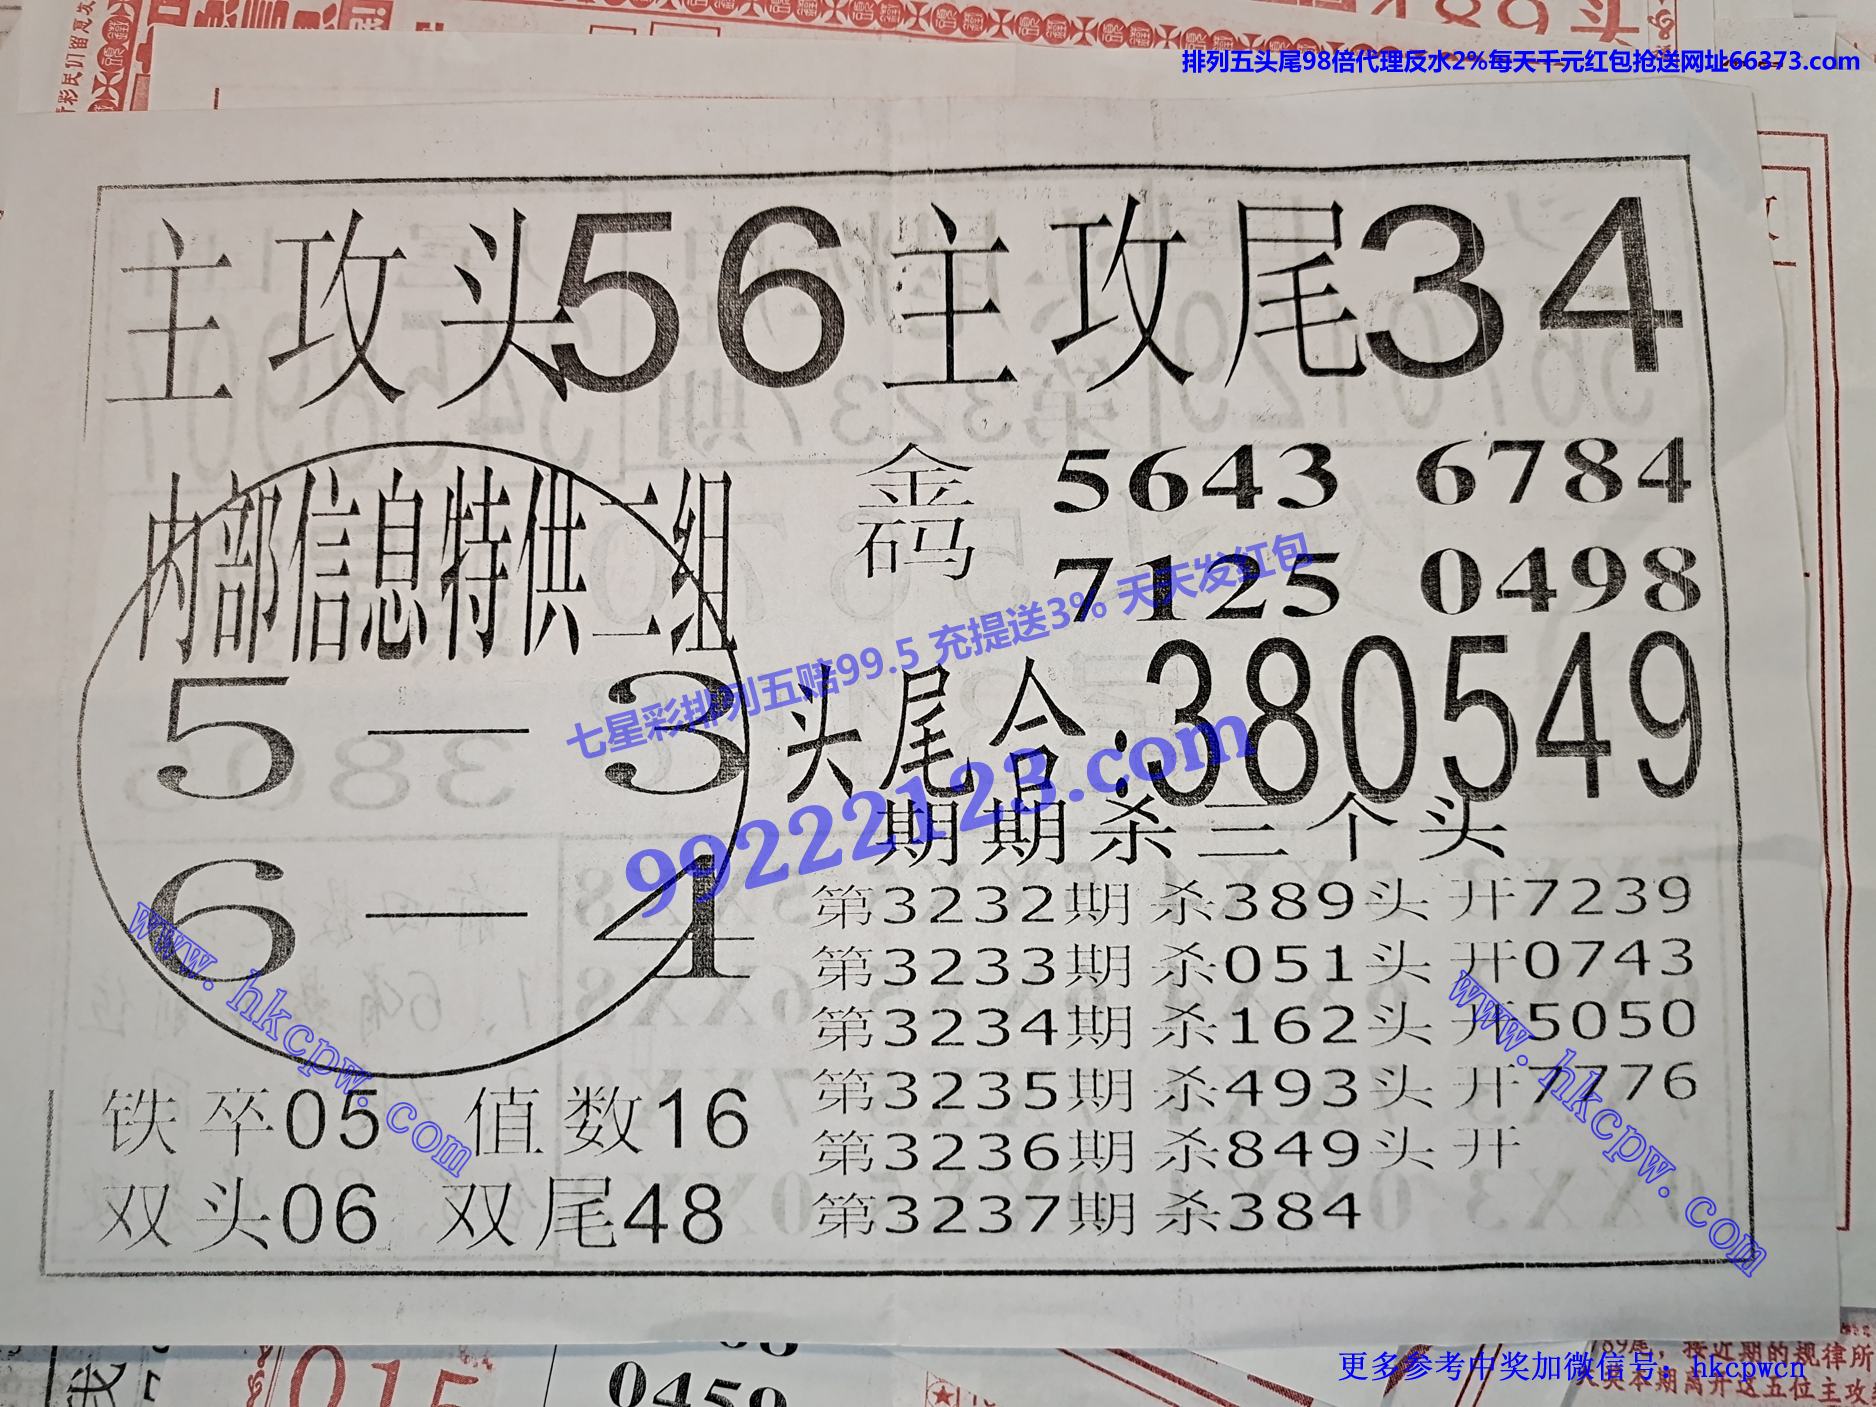 排列五头尾98倍代理反水2%每天千元红包抢送网址66373.com
主攻头56 主攻尾34
内部信息特供二组
5—3
6—4
金码 5643 6784
7125 0498
头尾合:380549
期期杀三个头
第3232期杀389头开7239
第3233期杀051头开0743
第3234期杀162头开5050
第3235期杀493头开7776
第3236期杀849头开
第3237期杀384
铁卒05 值数16
双头06 双尾48
七星彩排列五赔99.5 充提送3% 天天发红包
99222123.com
www.hkcpw.com
www.hkcpw.com
015
0459
更多参考中奖加微信号: hkcpwcn